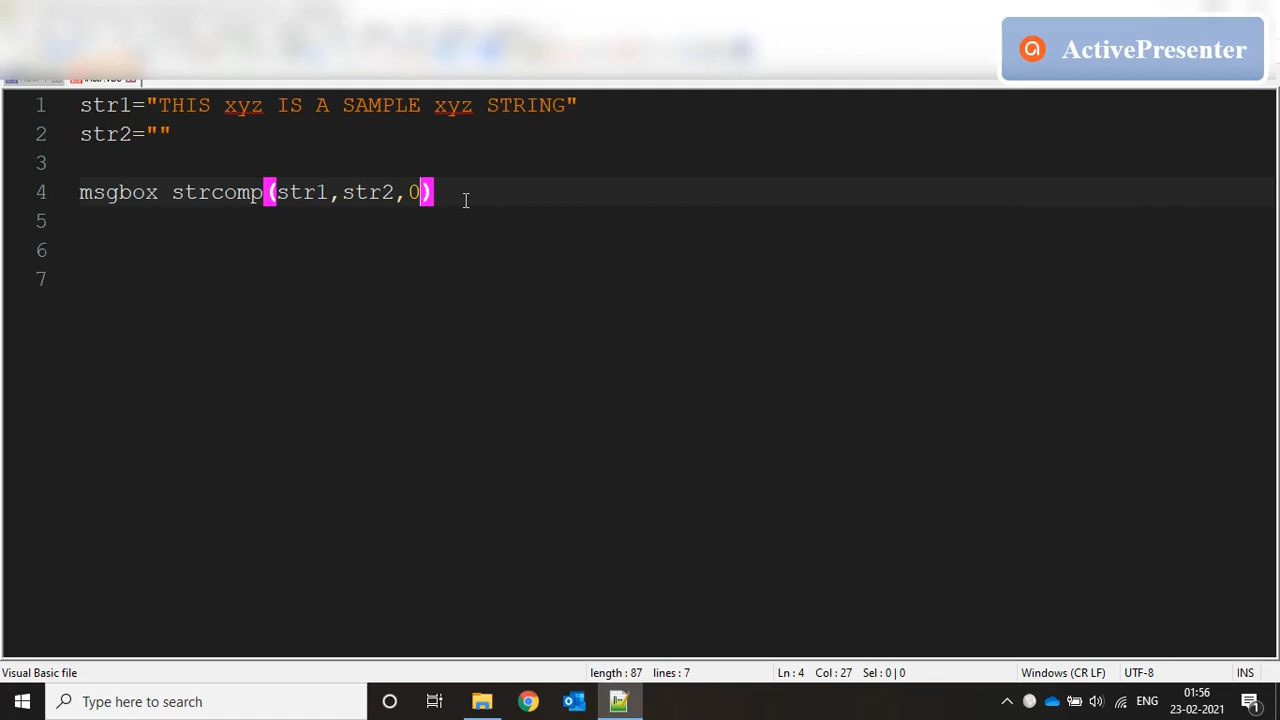 ActivePresenter
1 str1="THIS xyz IS A SAMPLE xyz STRING"
2 str2=""
3
4 msgbox strcomp(str1,str2,0)
5
6
7
Visual Basic file length : 87 lines : 7 Ln : 4 Col : 27 Sel : 0 | 0 Windows (CR LF) UTF-8 INS
Type here to search ENG 01:56
23-02-2021